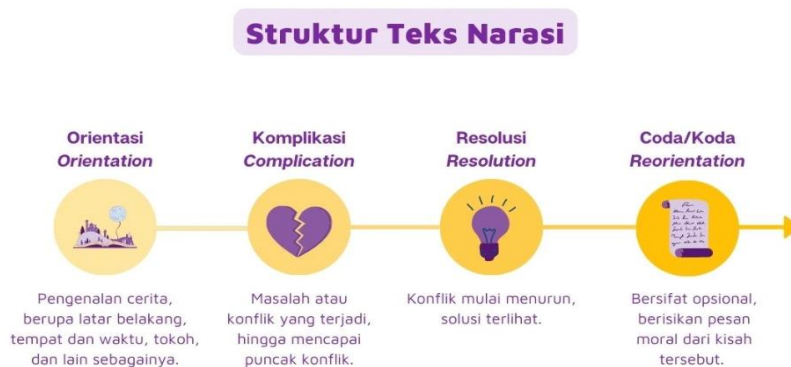 Struktur Teks Narasi
Orientasi
Orientation
Pengenalan cerita,
berupa latar belakang,
tempat dan waktu, tokoh,
dan lain sebagainya.
Komplikasi
Complication
Masalah atau
konflik yang terjadi,
hingga mencapai
puncak konflik.
Resolusi
Resolution
Konflik mulai menurun,
solusi terlihat.
Coda/Koda
Reorientation
Bersifat opsional,
berisikan pesan
moral dari kisah
tersebut.